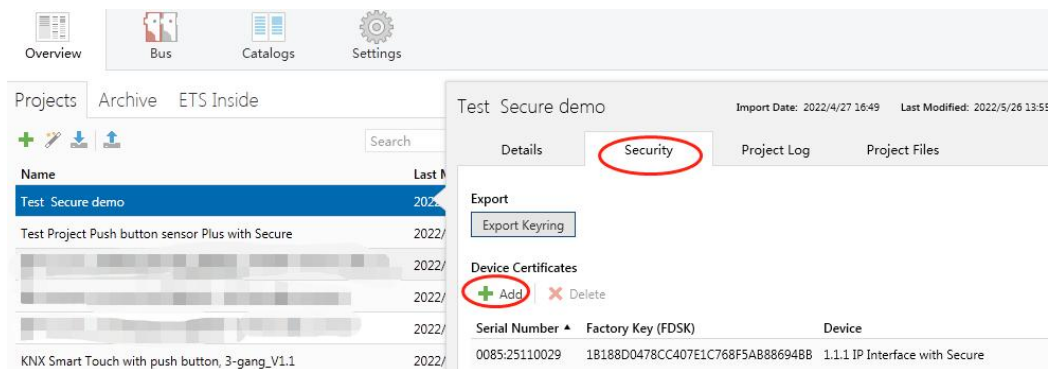 Overview Bus Catalogs Settings
Projects Archive ETS Inside
Search
Name Last
Test Secure demo 202
Test Project Push button sensor Plus with Secure 2022/
2022/
2022/
2022/
KNX Smart Touch with push button, 3-gang_V1.1 2022/
Test Secure demo Import Date: 2022/4/27 16:49 Last Modified: 2022/5/26 13:55
Details Security Project Log Project Files
Export
Export Keyring
Device Certificates
Add Delete
Serial Number Factory Key (FDSK) Device
0085:25110029 1B188D0478CC407E1C768F5AB88694BB 1.1.1 IP Interface with Secure